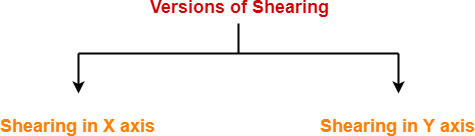 Versions of Shearing
Shearing in X axis
Shearing in Y axis